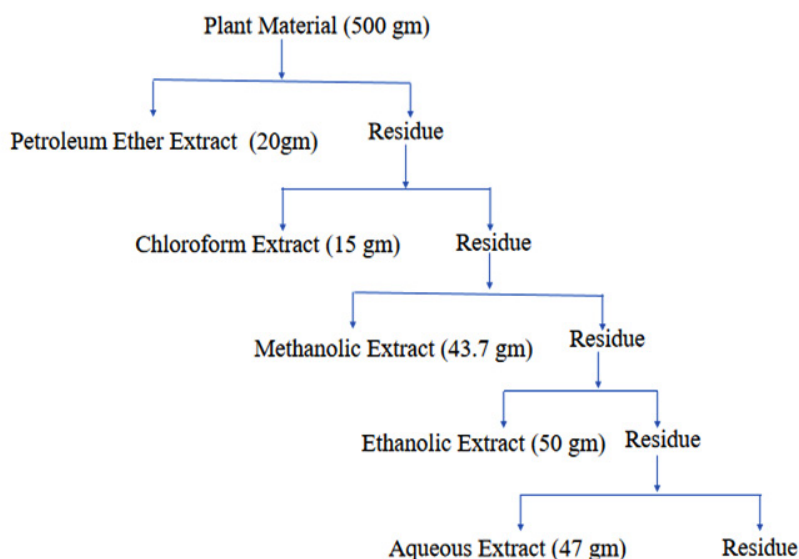 Plant Material (500 gm)
Petroleum Ether Extract (20gm)
Residue
Chloroform Extract (15 gm)
Residue
Methanolic Extract (43.7 gm)
Residue
Ethanolic Extract (50 gm)
Residue
Aqueous Extract (47 gm)
Residue